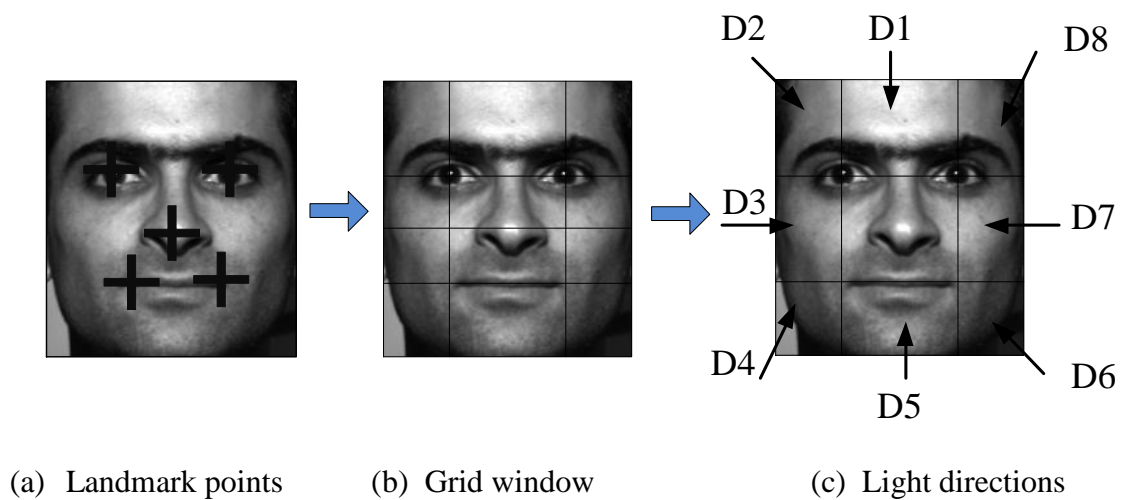 D2 D1 D8
D3 D7
D4 D5 D6
(a) Landmark points (b) Grid window (c) Light directions